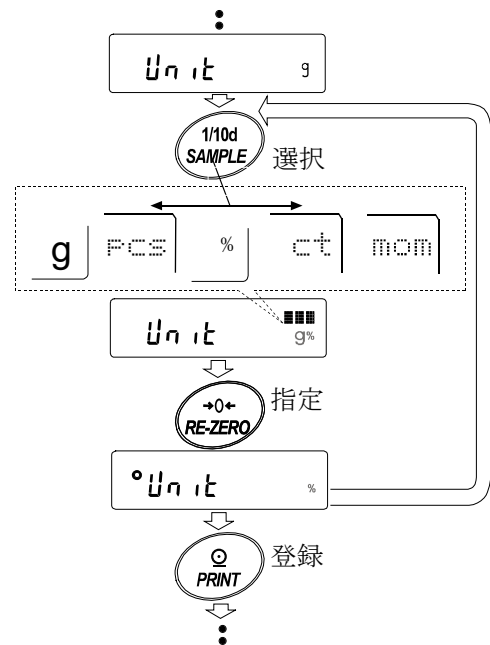 Unit g
1/10d
SAMPLE 選択
g pcs % ct mom
Unit g%
→0←
RE-ZERO 指定
°Unit %
PRINT 登録